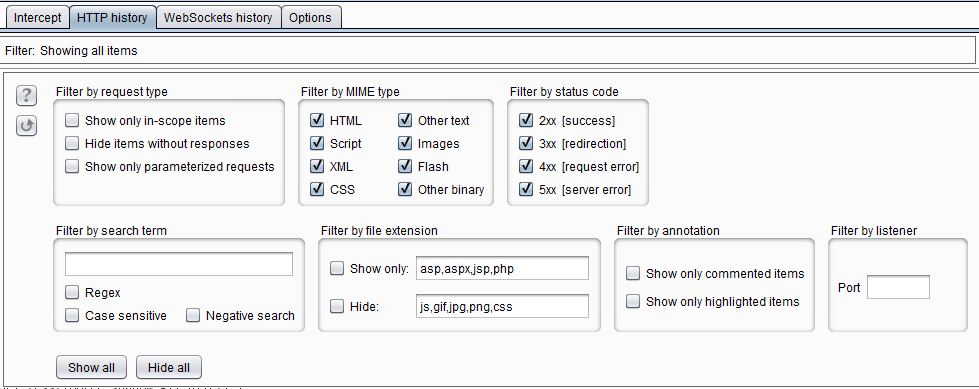 Intercept HTTP history WebSockets history Options
Filter: Showing all items
?
Filter by request type
Show only in-scope items
Hide items without responses
Show only parameterized requests
Filter by MIME type
HTML Other text
Script Images
XML Flash
CSS Other binary
Filter by status code
2xx [success]
3xx [redirection]
4xx [request error]
5xx [server error]
Filter by search term
Regex
Case sensitive Negative search
Filter by file extension
Show only: asp,aspx,jsp,php
Hide: js,gif,jpg,png,css
Filter by annotation
Show only commented items
Show only highlighted items
Filter by listener
Port
Show all Hide all